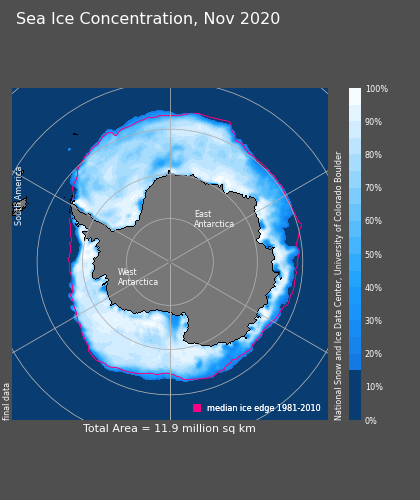 Sea Ice Concentration, Nov 2020
South America
East
Antarctica
West
Antarctica
median ice edge 1981-2010
final data
Total Area = 11.9 million sq km
100%
90%
80%
70%
60%
50%
40%
30%
20%
10%
0%
National Snow and Ice Data Center, University of Colorado Boulder